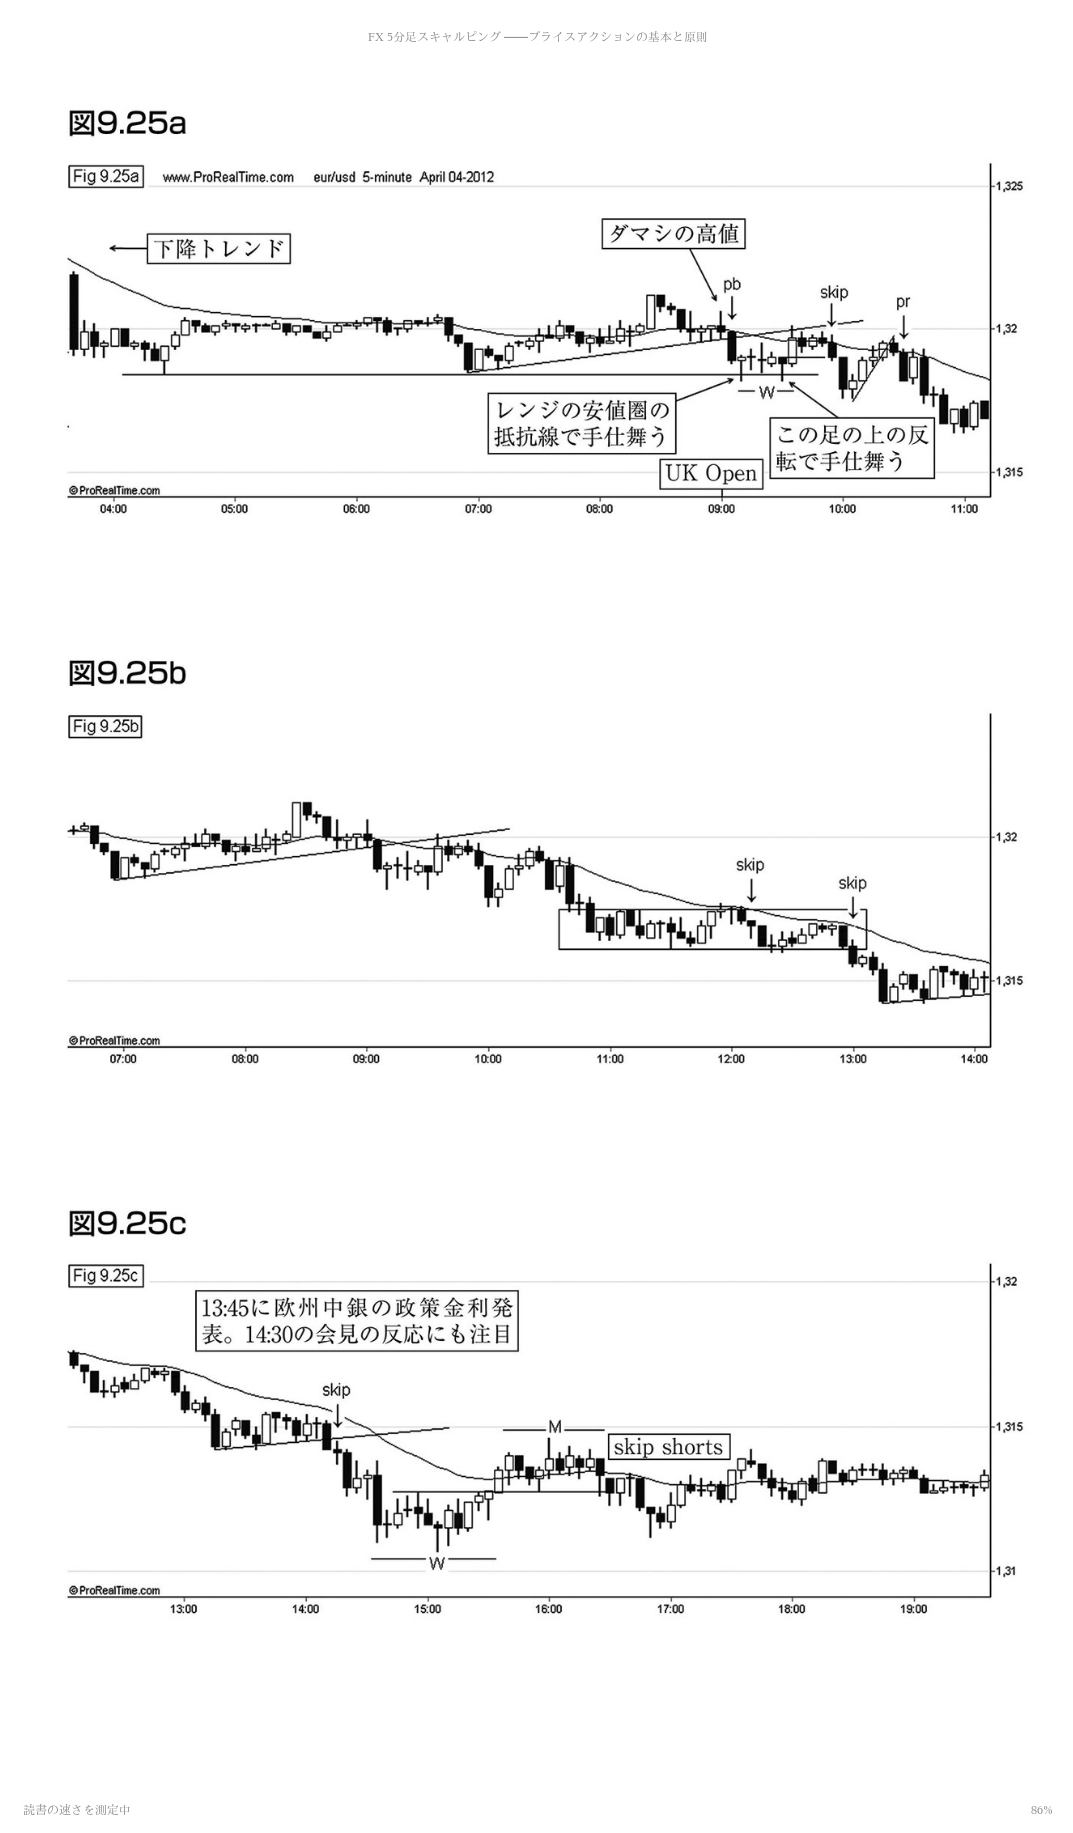 FX 5分足スキャルピング ――プライスアクションの基本と原則
図9.25a
Fig 9.25a www.ProRealTime.com eur/usd 5-minute April 04-2012
1,325
ダマシの高値
下降トレンド
pb
skip
pr
1,32
W
レンジの安値圏の
抵抗線で手仕舞う
この足の上の反
転で手仕舞う
UK Open
1,315
©ProRealTime.com
04:00 05:00 06:00 07:00 08:00 09:00 10:00 11:00
図9.25b
Fig 9.25b
1,32
skip
skip
1,315
©ProRealTime.com
07:00 08:00 09:00 10:00 11:00 12:00 13:00 14:00
図9.25c
Fig 9.25c
1,32
13:45に欧州中銀の政策金利発
表。14:30の会見の反応にも注目
skip
M
1,315
skip shorts
W
1,31
©ProRealTime.com
13:00 14:00 15:00 16:00 17:00 18:00 19:00
読書の速さを測定中
86%